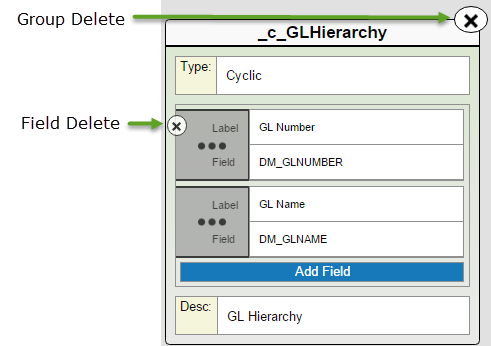 Group Delete
_c_GLHierarchy
Type: Cyclic
Field Delete
Label GL Number
Field DM_GLNUMBER
Label GL Name
Field DM_GLNAME
Add Field
Desc: GL Hierarchy